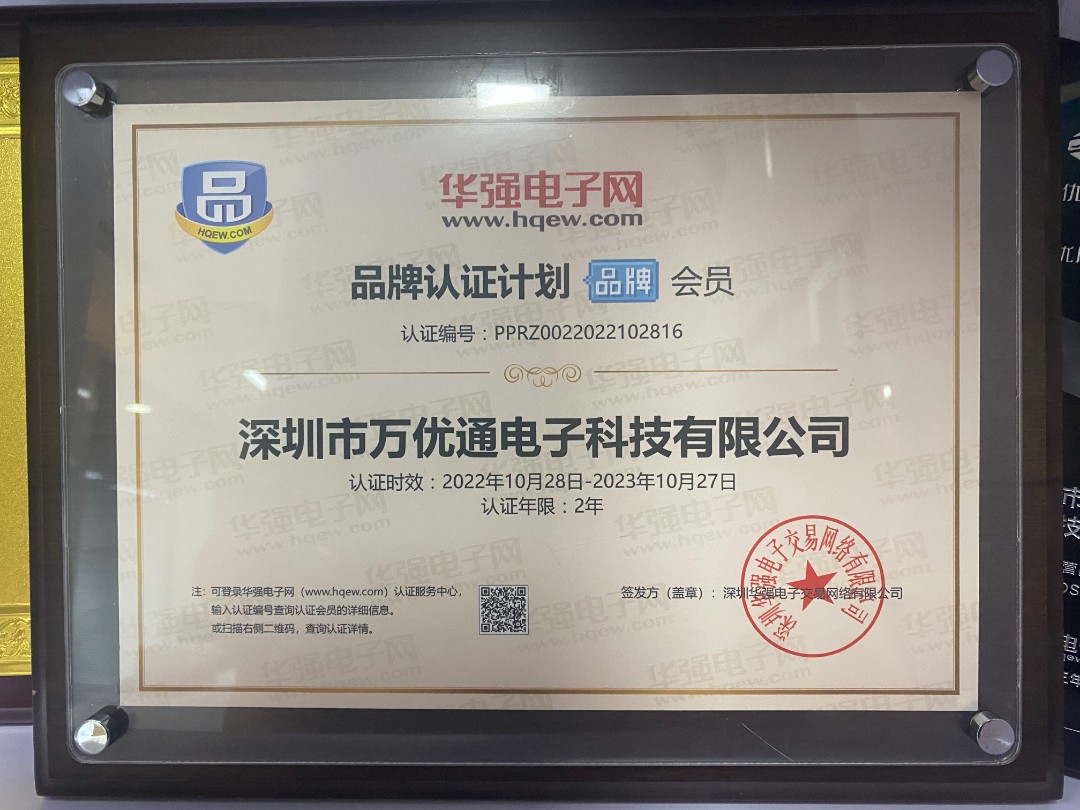 品
HQEW.COM
华强电子网
www.hqew.com
品牌认证计划 品牌 会员
认证编号：PPRZ0022022102816
深圳市万优通电子科技有限公司
认证时效：2022年10月28日-2023年10月27日
认证年限：2年
注：可登录华强电子网（www.hqew.com）认证服务中心，
输入认证编号查询认证会员的详细信息。
或扫描右侧二维码，查询认证详情。
签发方（盖章）：深圳华强电子交易网络有限公司
深圳华强电子交易网络有限公司